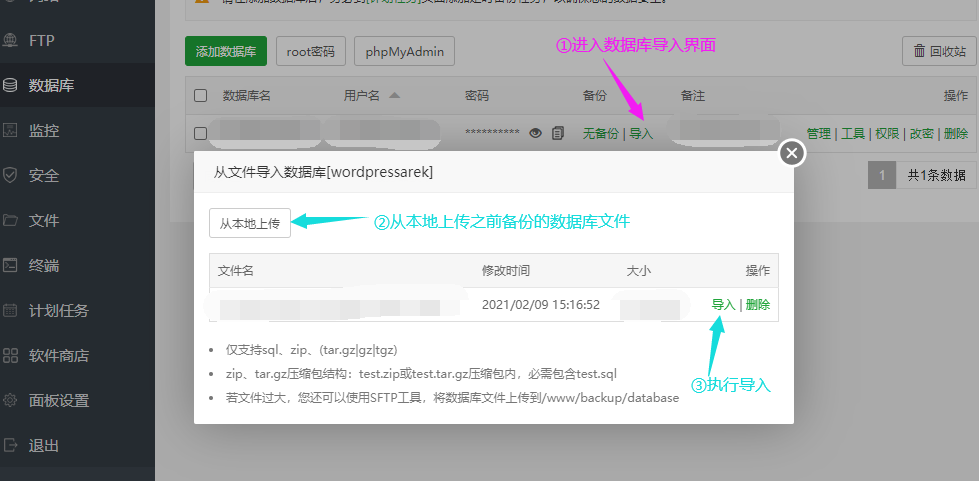 FTP
数据库
监控
安全
文件
终端
计划任务
软件商店
面板设置
退出
添加数据库 root密码 phpMyAdmin
①进入数据库导入界面
回收站
数据库名 用户名 密码 备份 备注 操作
********** 无备份 | 导入 管理 | 工具 | 权限 | 改密 | 删除
1 共1条数据
从文件导入数据库[wordpressarek]
从本地上传
②从本地上传之前备份的数据库文件
文件名 修改时间 大小 操作
2021/02/09 15:16:52 导入 | 删除
仅支持sql、zip、(tar.gz|gz|tgz)
zip、tar.gz压缩包结构：test.zip或test.tar.gz压缩包内，必需包含test.sql
③执行导入
若文件过大，您还可以使用SFTP工具，将数据库文件上传到/www/backup/database